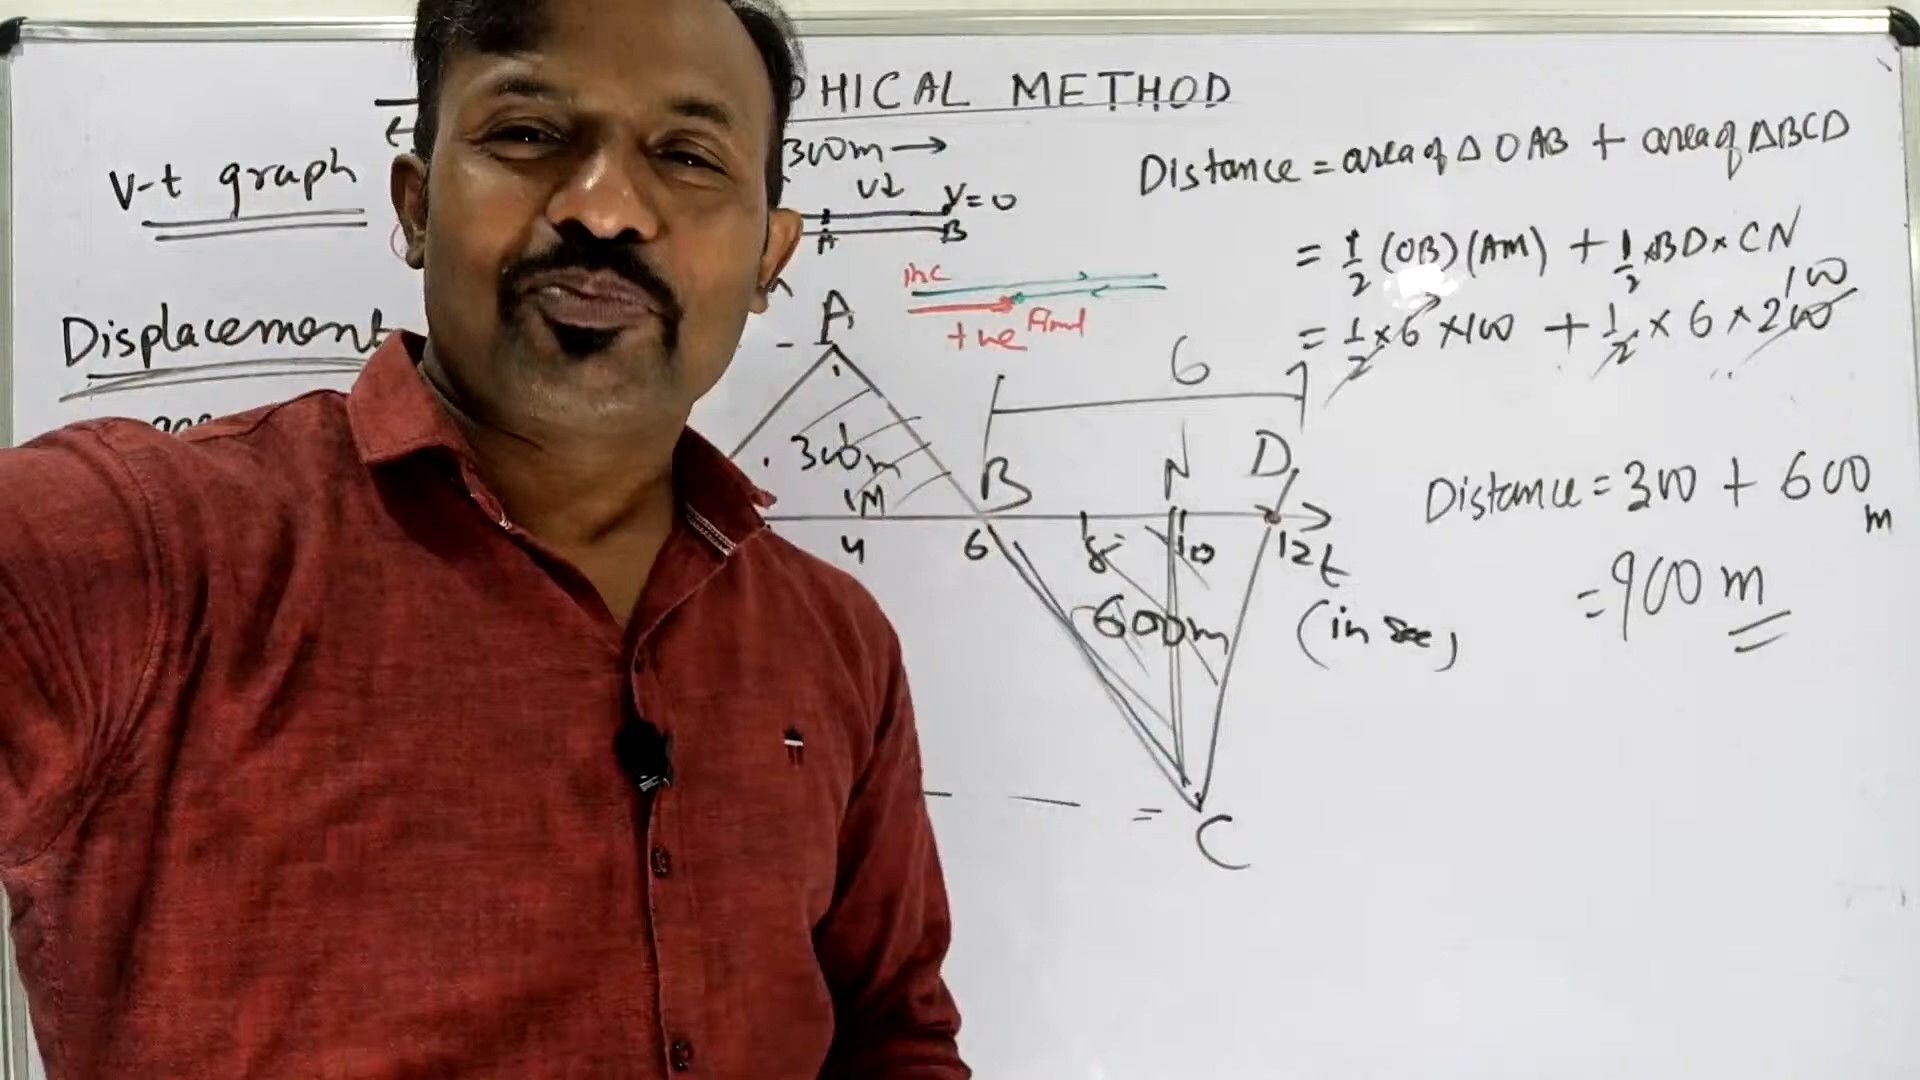 PHICAL METHOD
V-t graph
300m →
V↓ V=0
A B
Distance = area of Δ OAB + area of ΔBCD
= 1/2 (OB)(AM) + 1/2 × BD × CN
inc
+ve Final
= 1/2 × 6 × 100 + 1/2 × 6 × 200 100
Displacement
A
6
300m
M
B N D
Distance = 300 + 600 m
4 6 8 10 12 t
(in sec)
600m
= 900 m
C